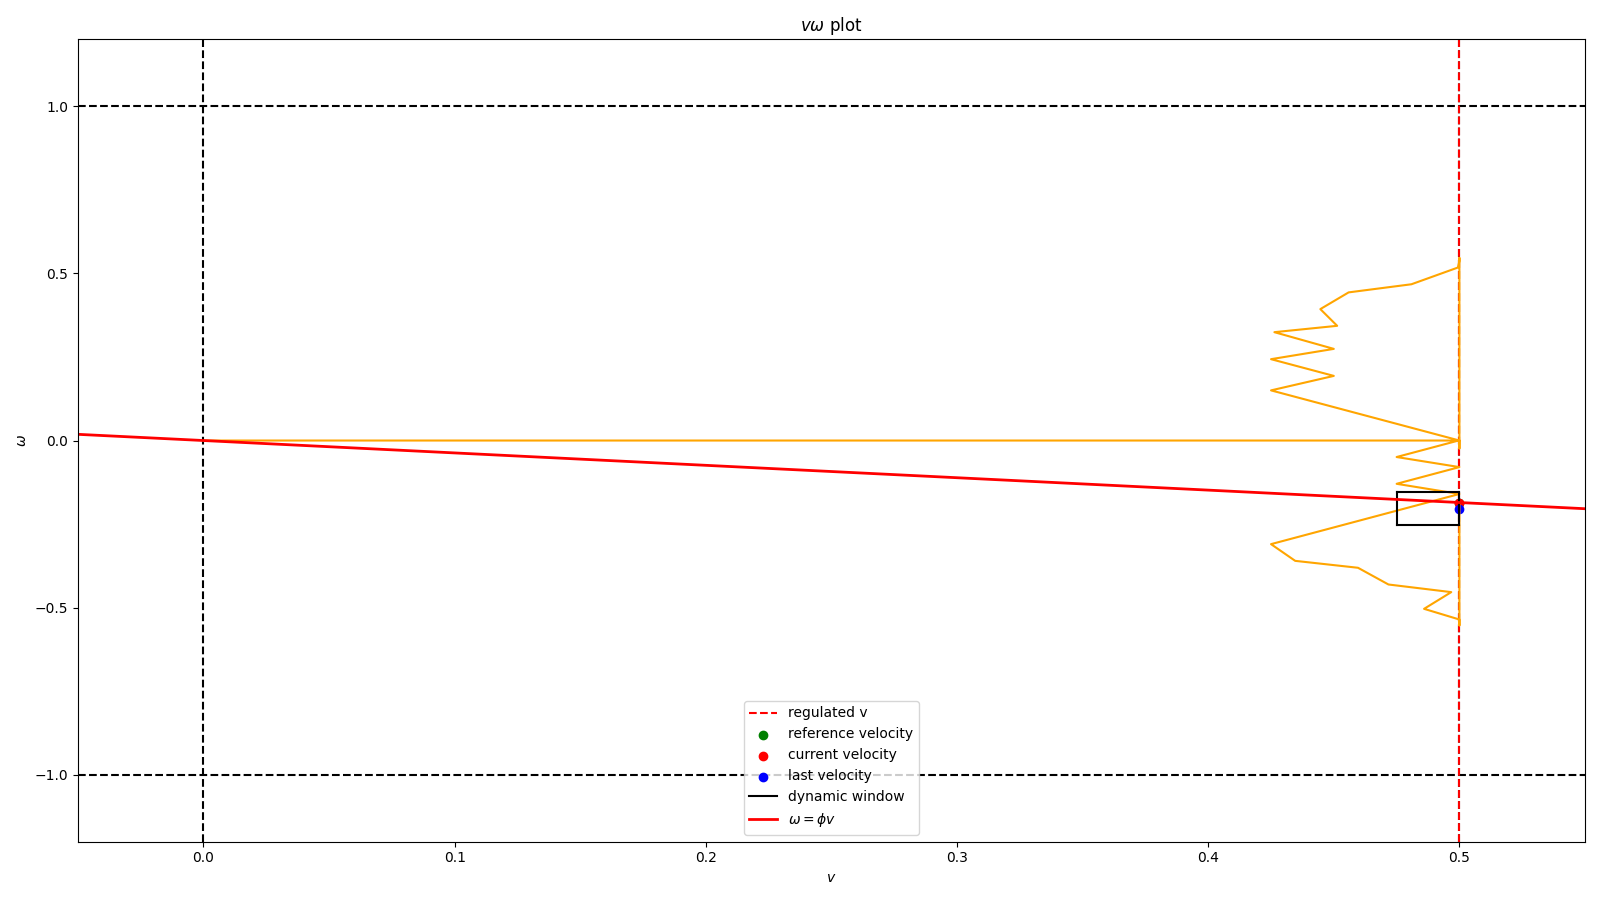 vω plot
1.0
0.5
0.0
−0.5
−1.0
ω
0.0 0.1 0.2 0.3 0.4 0.5
v
regulated v
reference velocity
current velocity
last velocity
dynamic window
ω = ϕv